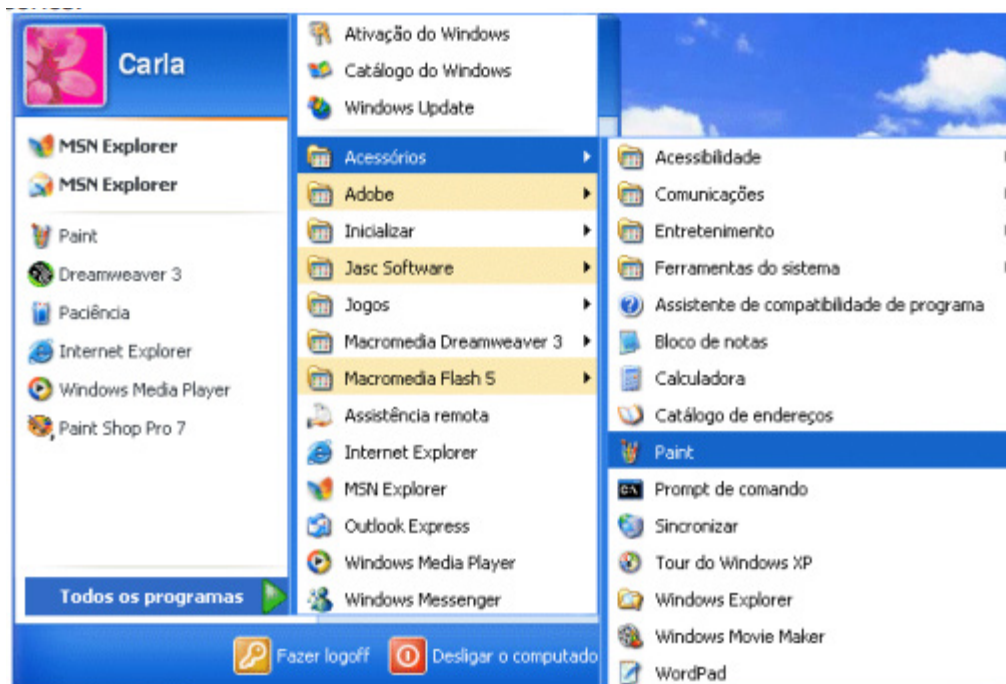 Carla
MSN Explorer
MSN Explorer
Paint
Dreamweaver 3
Paciência
Internet Explorer
Windows Media Player
Paint Shop Pro 7
Todos os programas
Ativação do Windows
Catálogo do Windows
Windows Update
Acessórios
Adobe
Inicializar
Jasc Software
Jogos
Macromedia Dreamweaver 3
Macromedia Flash 5
Assistência remota
Internet Explorer
MSN Explorer
Outlook Express
Windows Media Player
Windows Messenger
Acessibilidade
Comunicações
Entretenimento
Ferramentas do sistema
Assistente de compatibilidade de programa
Bloco de notas
Calculadora
Catálogo de endereços
Paint
Prompt de comando
Sincronizar
Tour do Windows XP
Windows Explorer
Windows Movie Maker
WordPad
Fazer logoff
Desligar o computado